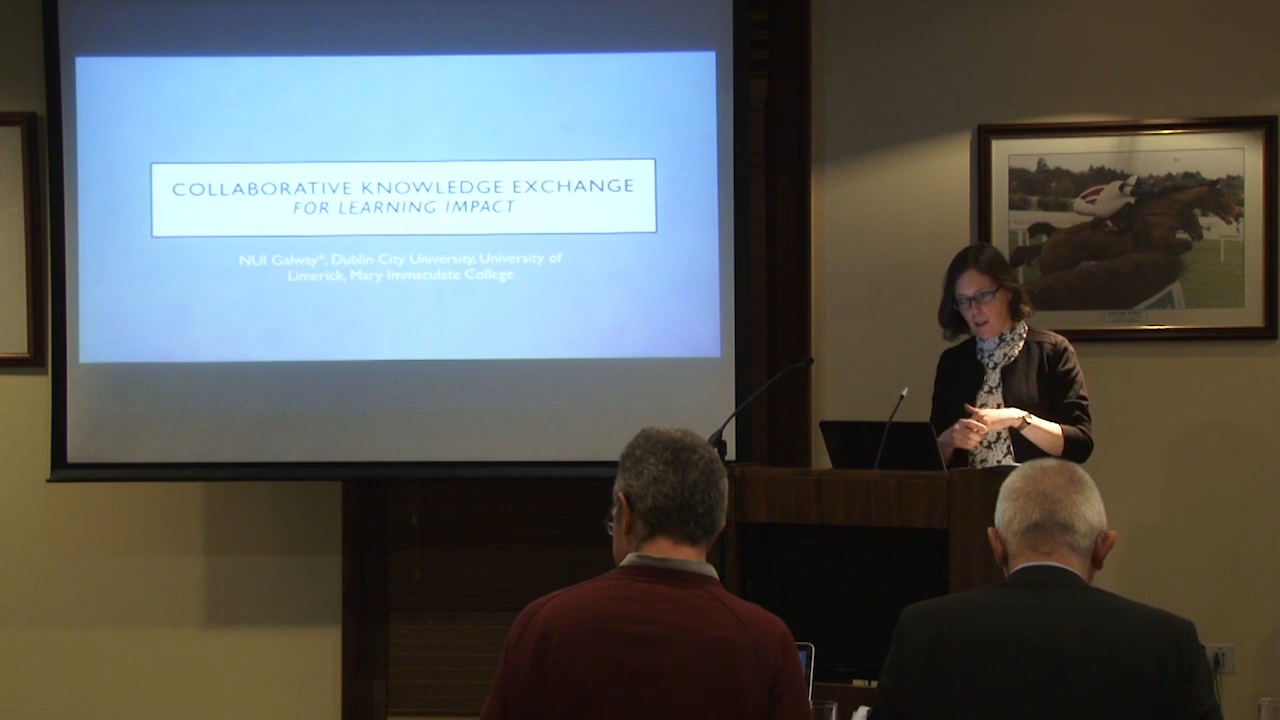 COLLABORATIVE KNOWLEDGE EXCHANGE
FOR LEARNING IMPACT
NUI Galway*, Dublin City University, University of
Limerick, Mary Immaculate College